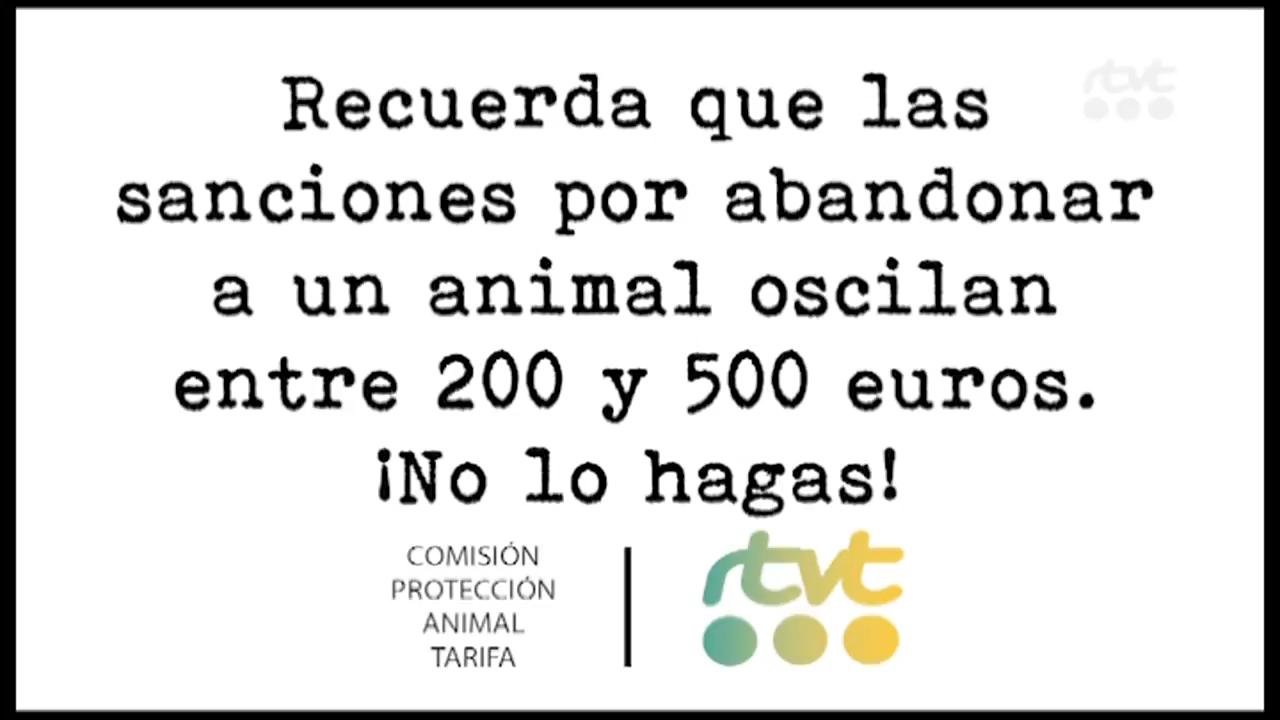 rtvt
Recuerda que las
sanciones por abandonar
a un animal oscilan
entre 200 y 500 euros.
¡No lo hagas!
COMISIÓN
PROTECCIÓN
ANIMAL
TARIFA
rtvt